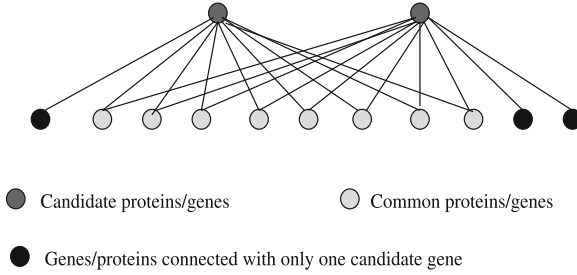 Candidate proteins/genes
Common proteins/genes
Genes/proteins connected with only one candidate gene